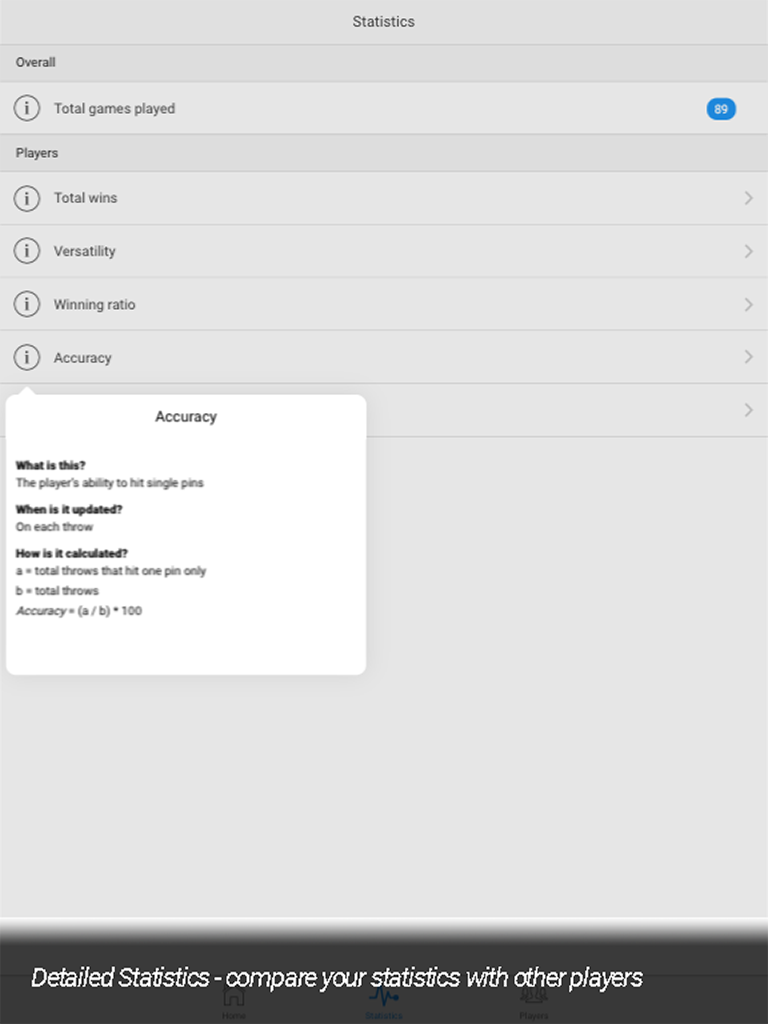 Statistics
Overall
Total games played
89
Players
Total wins
Versatility
Winning ratio
Accuracy
Accuracy
What is this?
The player's ability to hit single pins
When is it updated?
On each throw
How is it calculated?
a = total throws that hit one pin only
b = total throws
Accuracy = (a / b) * 100
Detailed Statistics - compare your statistics with other players
Home
Statistics
Players